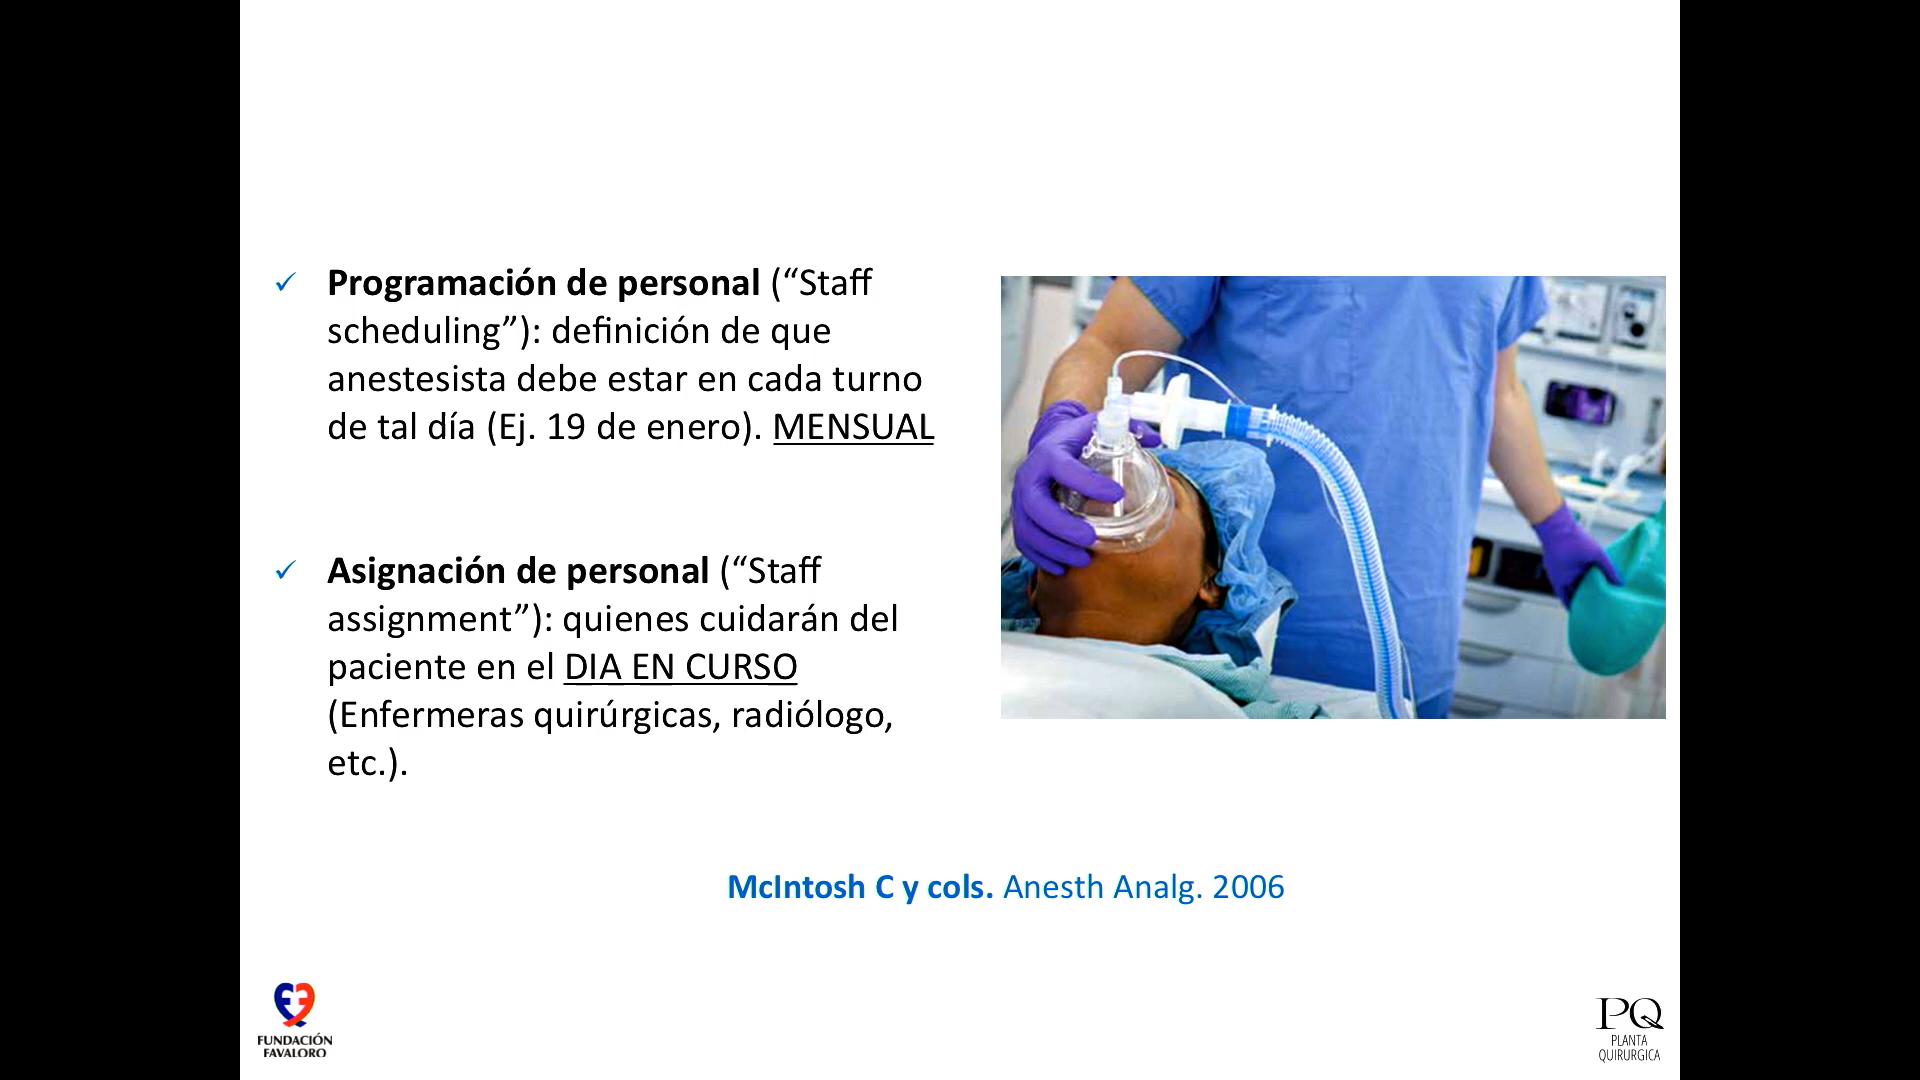 ✓ Programación de personal (“Staff
scheduling”): definición de que
anestesista debe estar en cada turno
de tal día (Ej. 19 de enero). MENSUAL
✓ Asignación de personal (“Staff
assignment”): quienes cuidarán del
paciente en el DIA EN CURSO
(Enfermeras quirúrgicas, radiólogo,
etc.).
McIntosh C y cols. Anesth Analg. 2006
FUNDACIÓN
FAVALORO
PQ
PLANTA
QUIRURGICA